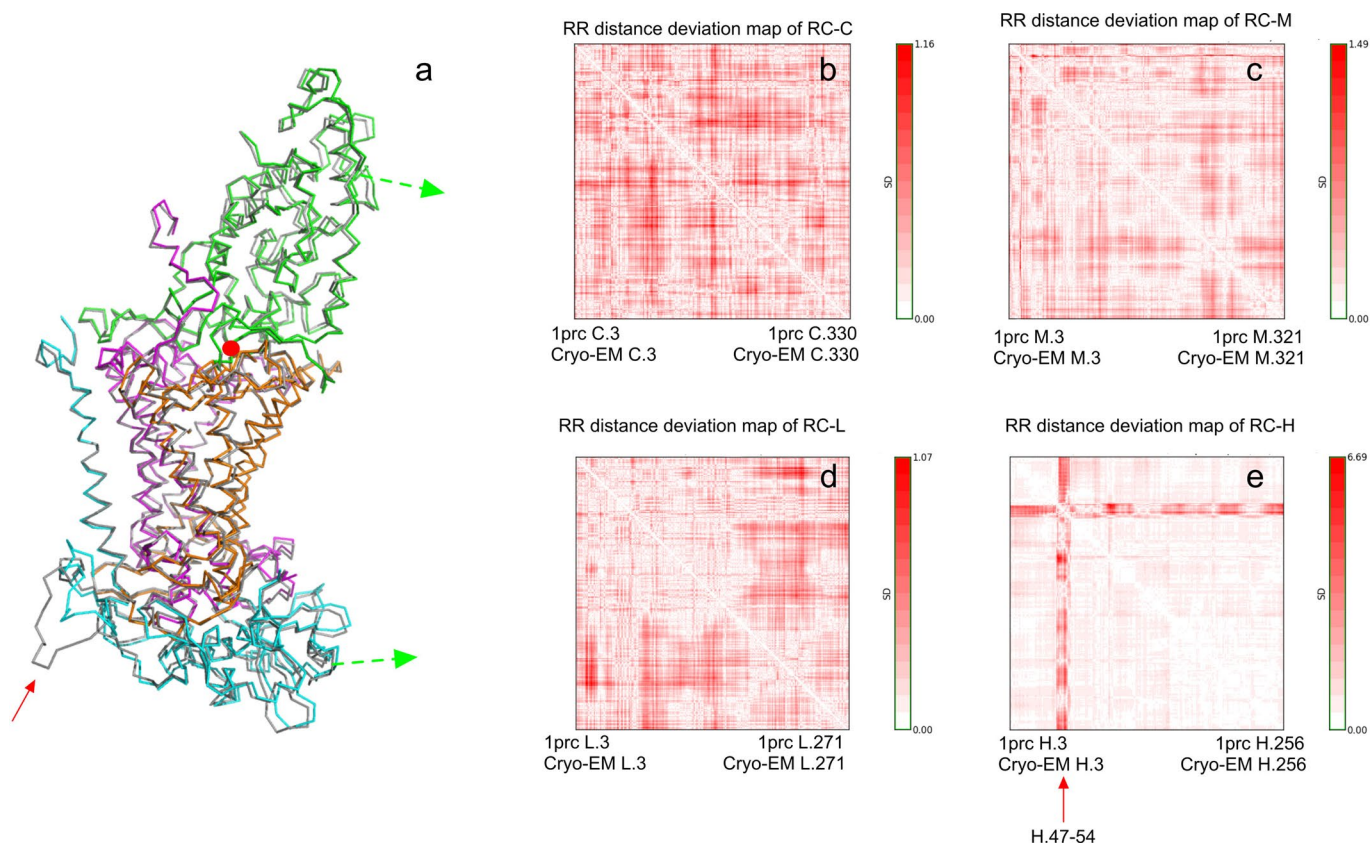 a
RR distance deviation map of RC-C
b
1.16
SD
0.00
1prc C.3
1prc C.330
Cryo-EM C.3
Cryo-EM C.330
RR distance deviation map of RC-M
c
1.49
SD
0.00
1prc M.3
1prc M.321
Cryo-EM M.3
Cryo-EM M.321
RR distance deviation map of RC-L
d
1.07
SD
0.00
1prc L.3
1prc L.271
Cryo-EM L.3
Cryo-EM L.271
RR distance deviation map of RC-H
e
6.69
SD
0.00
1prc H.3
1prc H.256
Cryo-EM H.3
Cryo-EM H.256
H.47-54